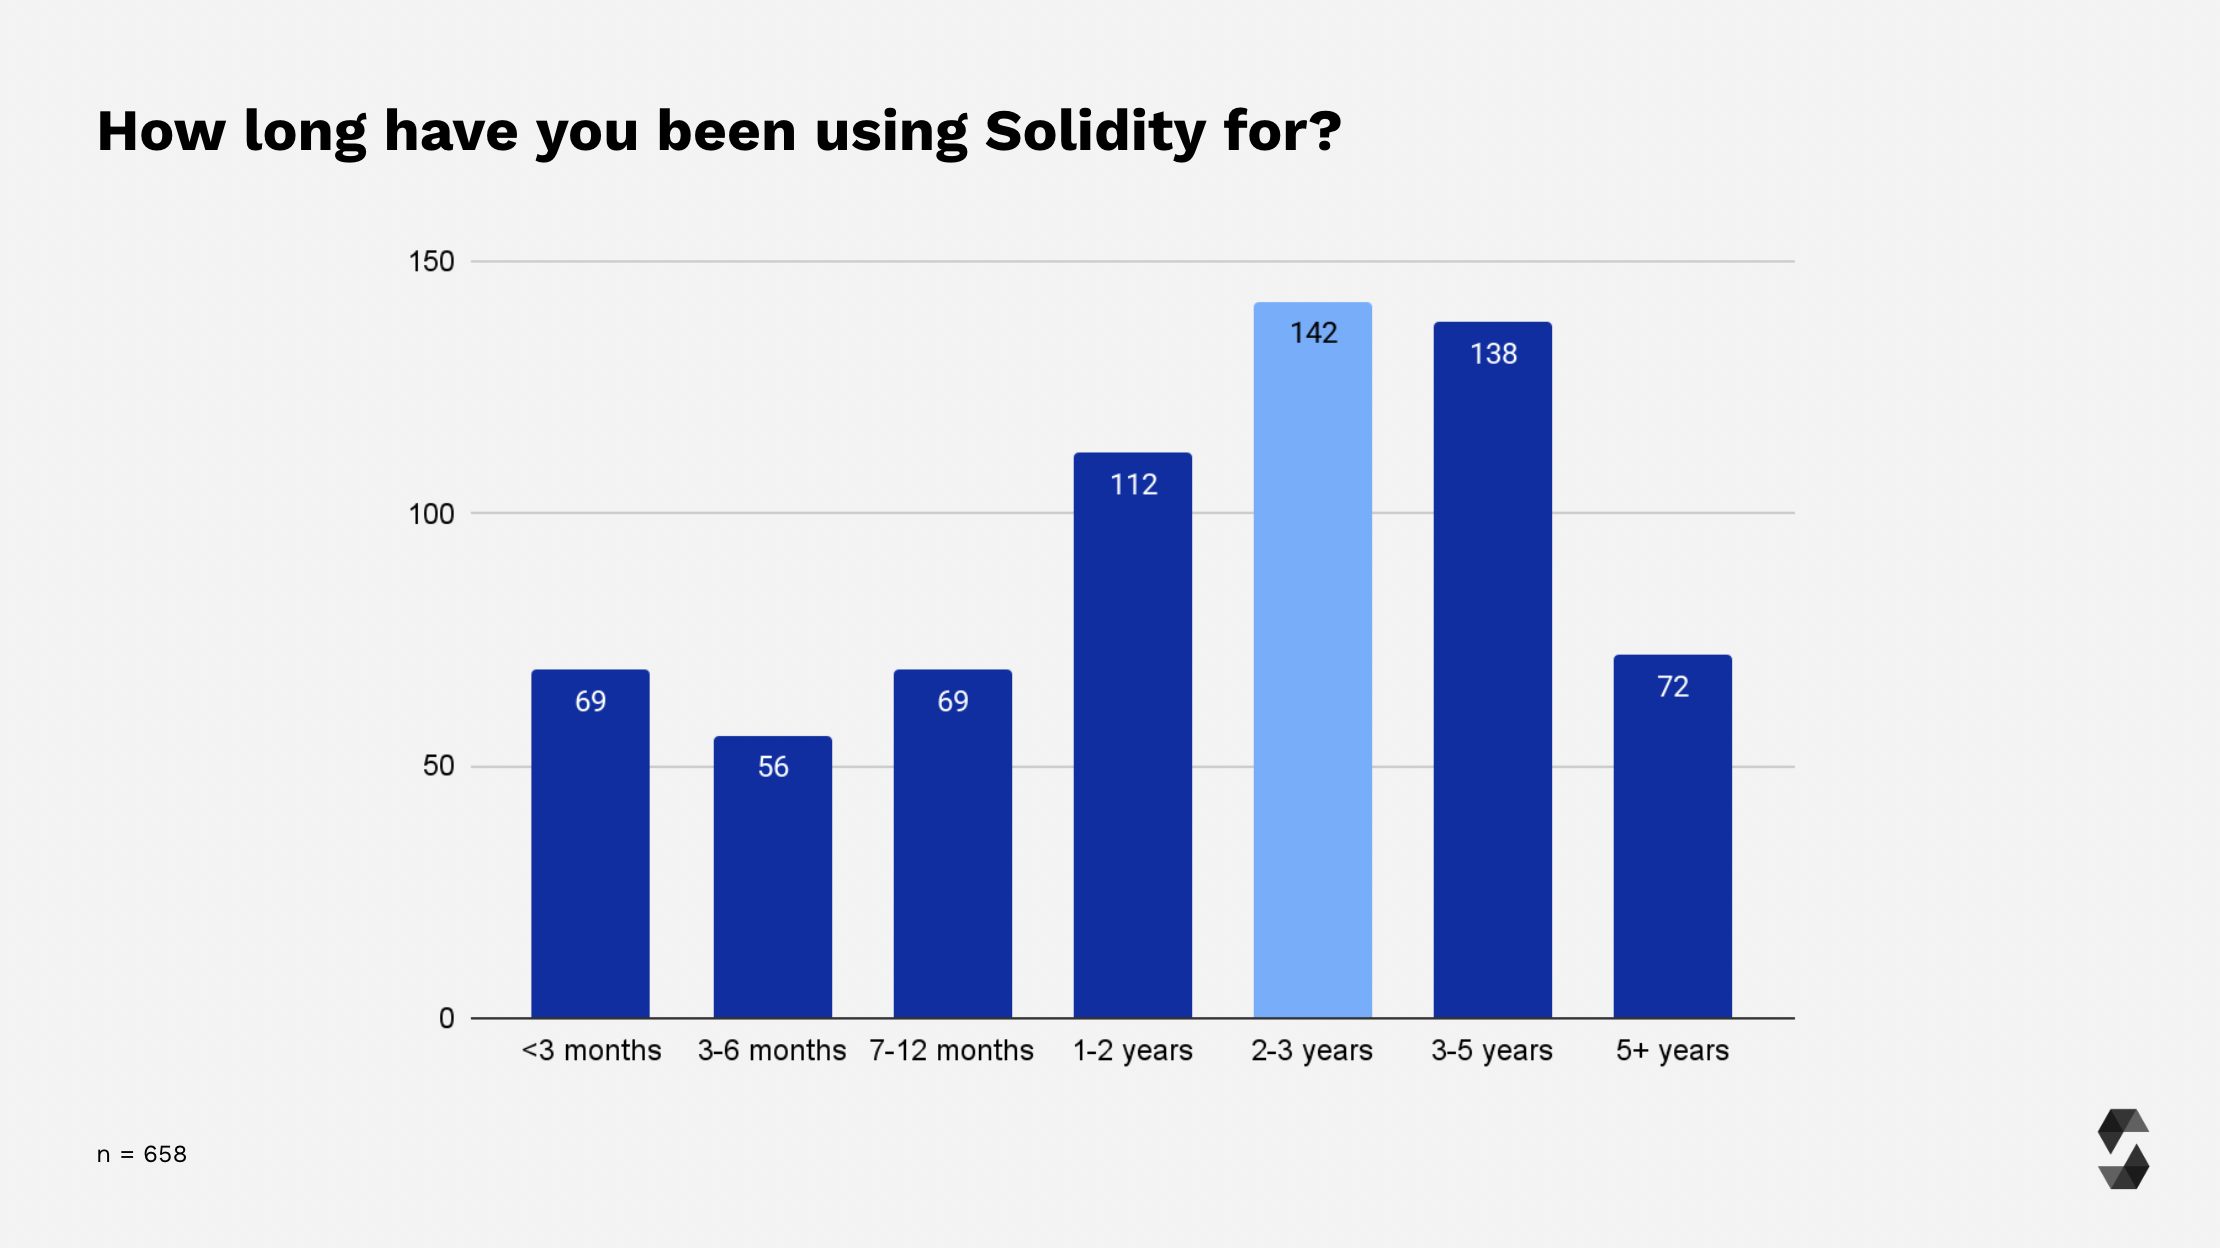 How long have you been using Solidity for?
150
100
50
0
69
56
69
112
142
138
72
<3 months
3-6 months
7-12 months
1-2 years
2-3 years
3-5 years
5+ years
n = 658